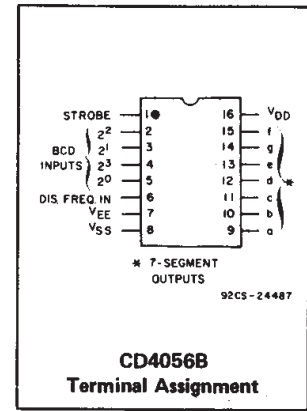 STROBE 1 16 VDD
2² 2 15 f
BCD 2¹ 3 14 g
INPUTS 2³ 4 13 e
2⁰ 5 12 d *
DIS. FREQ. IN 6 11 c
VEE 7 10 b
VSS 8 9 a
* 7-SEGMENT
OUTPUTS
92CS-24487
CD4056B
Terminal Assignment